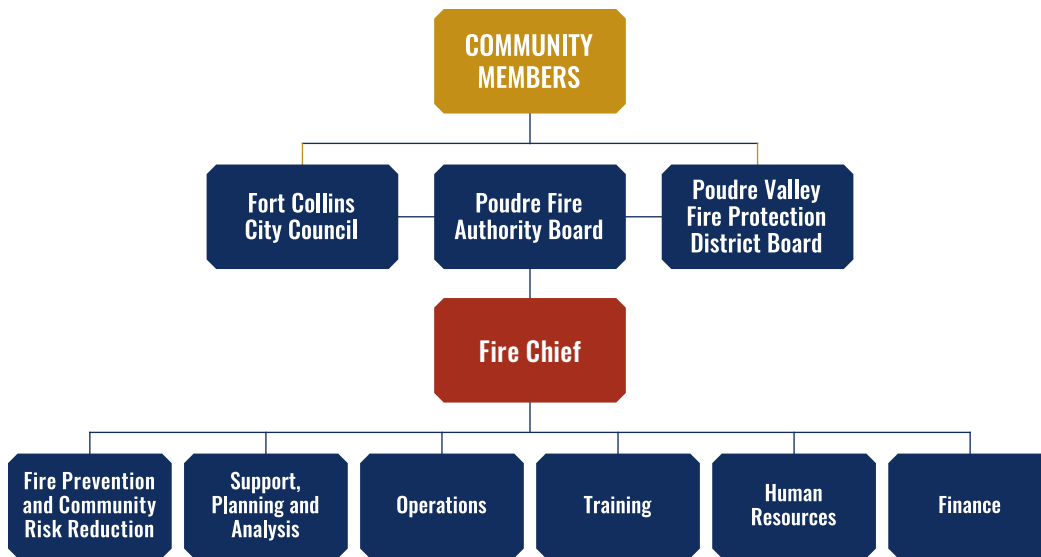 COMMUNITY
MEMBERS
Fort Collins
City Council
Poudre Fire
Authority Board
Poudre Valley
Fire Protection
District Board
Fire Chief
Fire Prevention
and Community
Risk Reduction
Support,
Planning and
Analysis
Operations
Training
Human
Resources
Finance